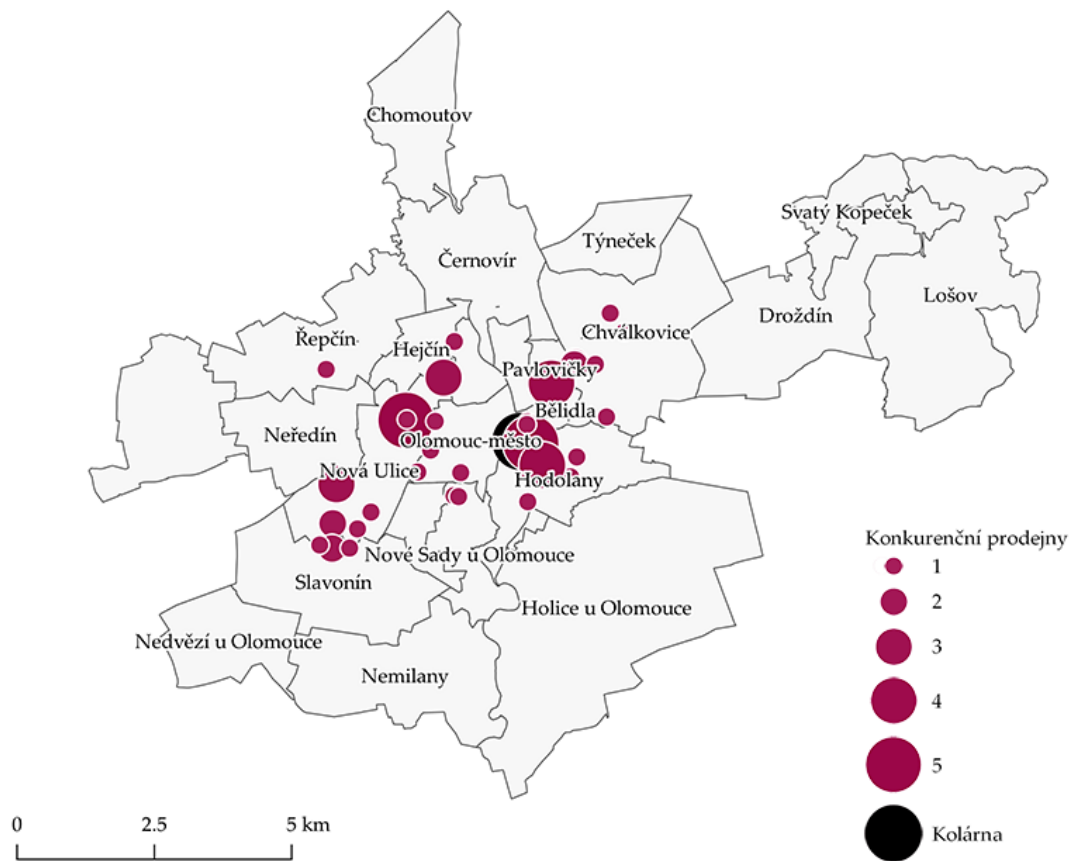 Chomoutov
Svatý Kopeček
Týneček
Černovír
Lošov
Droždín
Chválkovice
Řepčín
Hejčín
Pavlovičky
Bělidla
Neředín
Olomouc-město
Nová Ulice
Hodolany
Nové Sady u Olomouce
Slavonín
Holice u Olomouce
Nedvězí u Olomouce
Nemilany
Konkurenční prodejny
1
2
3
4
5
Kolárna
0 2.5 5 km